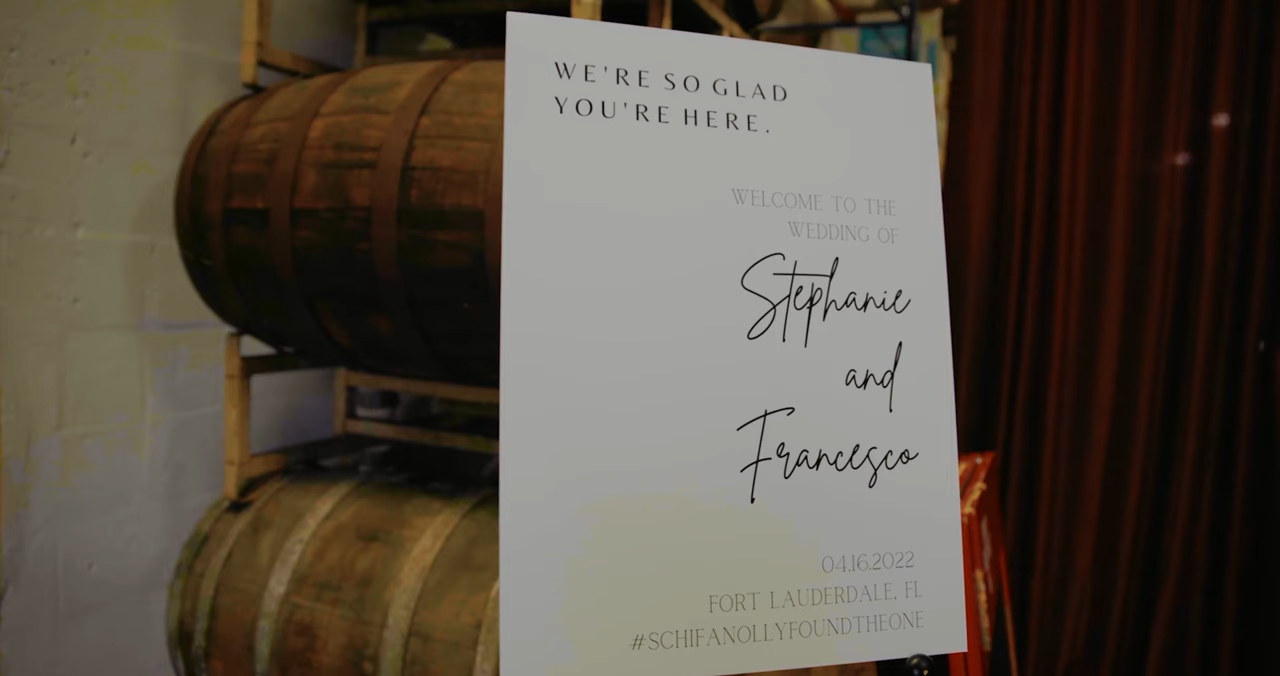 WE'RE SO GLAD
YOU'RE HERE.
WELCOME TO THE
WEDDING OF
Stephanie
and
Francesco
04.16.2022
FORT LAUDERDALE, FL
#SCHIFANOLLYFOUNDTHEONE